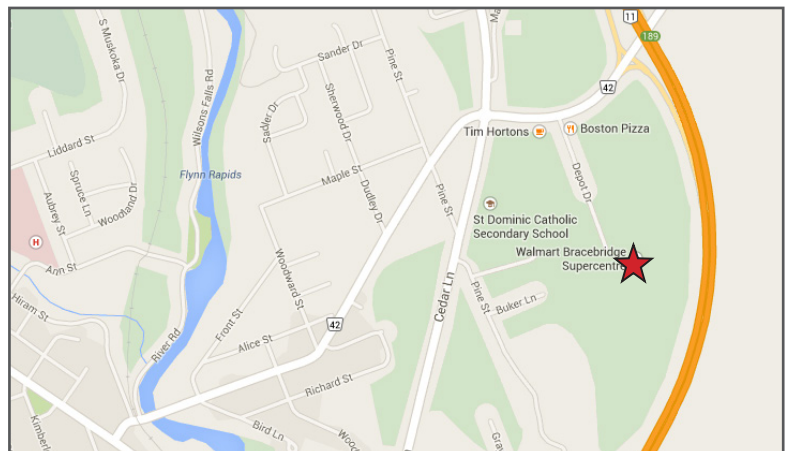 11
189
S Muskoka Dr
Wilsons Falls Rd
Sander Dr
Pine St
42
Sherwood Dr
Tim Hortons
Boston Pizza
Liddard St
Flynn Rapids
Maple St
Dudley Dr
Pine St
Depot Dr
Spruce Ln
Aubrey St
Woodland Dr
St Dominic Catholic
Secondary School
H
Walmart Bracebridge
Supercentre
Ann St
Woodward St
Cedar Ln
Pine St
Buker Ln
Hiram St
Front St
42
River Rd
Alice St
Richard St
Bird Ln